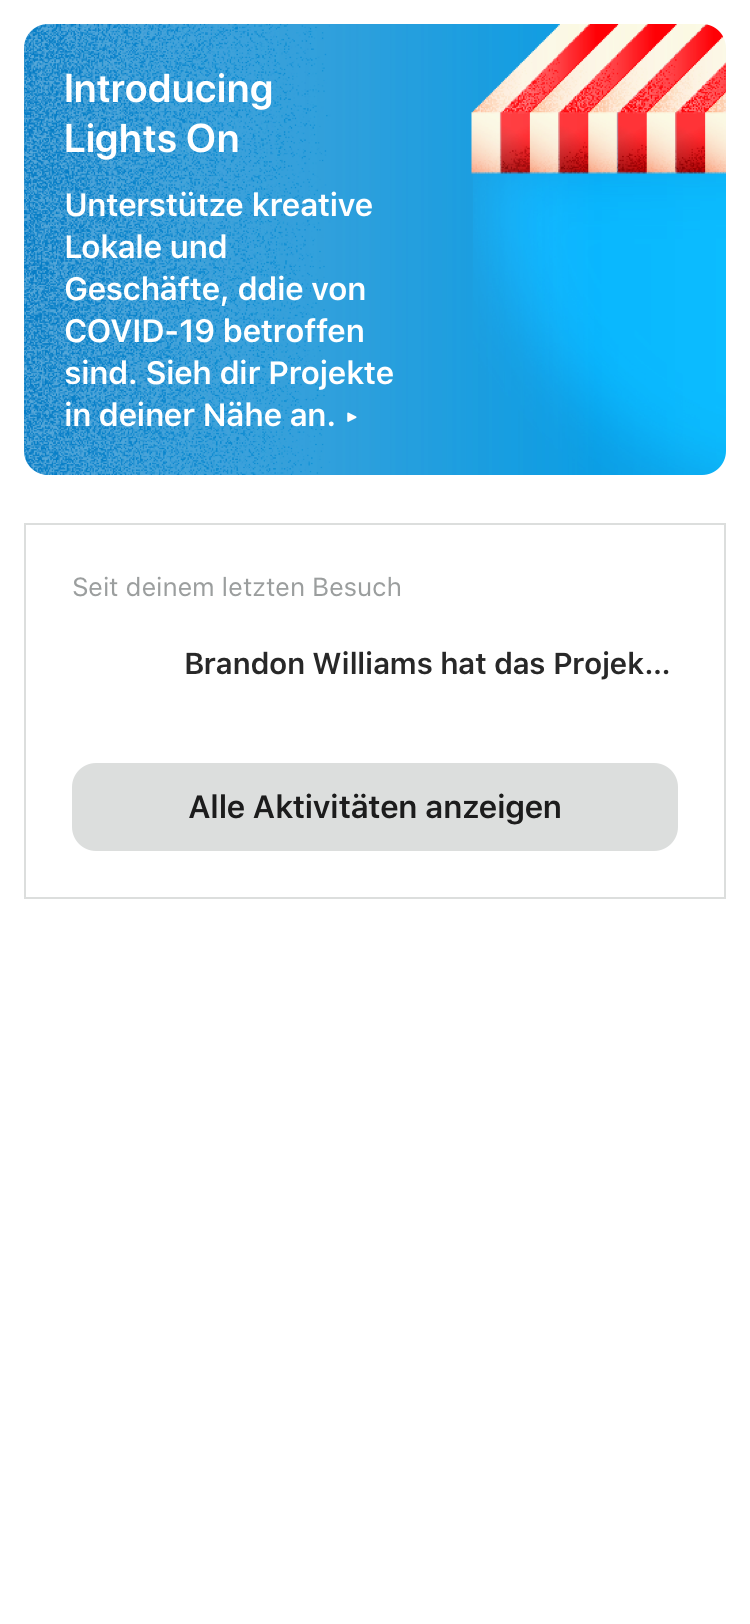 Introducing
Lights On
Unterstütze kreative
Lokale und
Geschäfte, ddie von
COVID-19 betroffen
sind. Sieh dir Projekte
in deiner Nähe an. ▸
Seit deinem letzten Besuch
Brandon Williams hat das Projek...
Alle Aktivitäten anzeigen